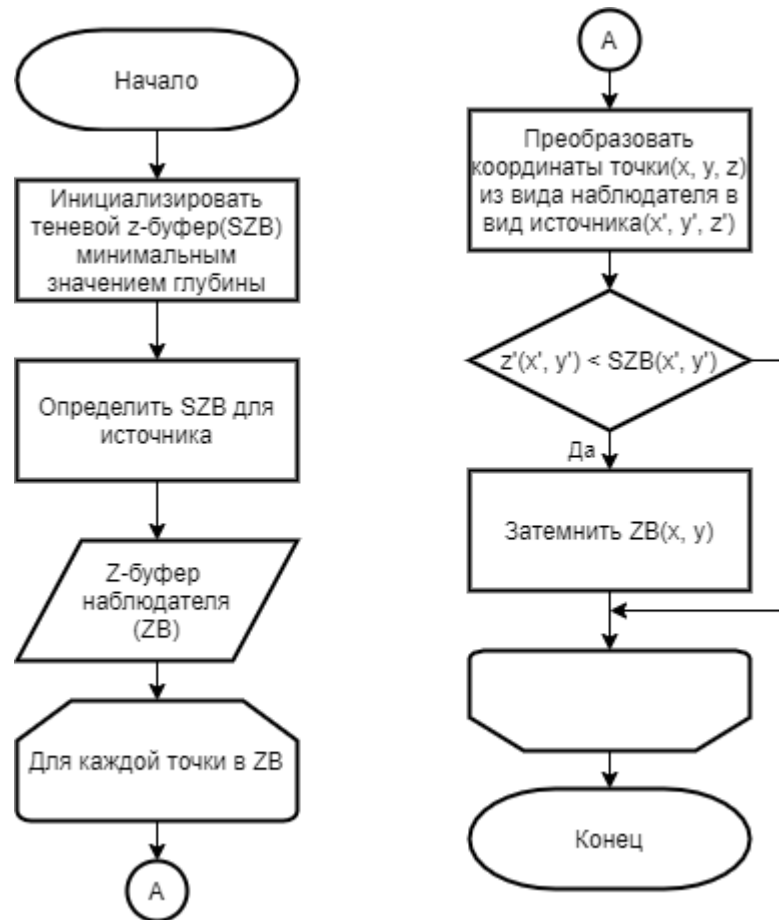 Начало
Инициализировать
теневой z-буфер(SZB)
минимальным
значением глубины
Определить SZB для
источника
Z-буфер
наблюдателя
(ZB)
Для каждой точки в ZB
A
A
Преобразовать
координаты точки(x, y, z)
из вида наблюдателя в
вид источника(x', y', z')
z'(x', y') < SZB(x', y')
Да
Затемнить ZB(x, y)
Конец